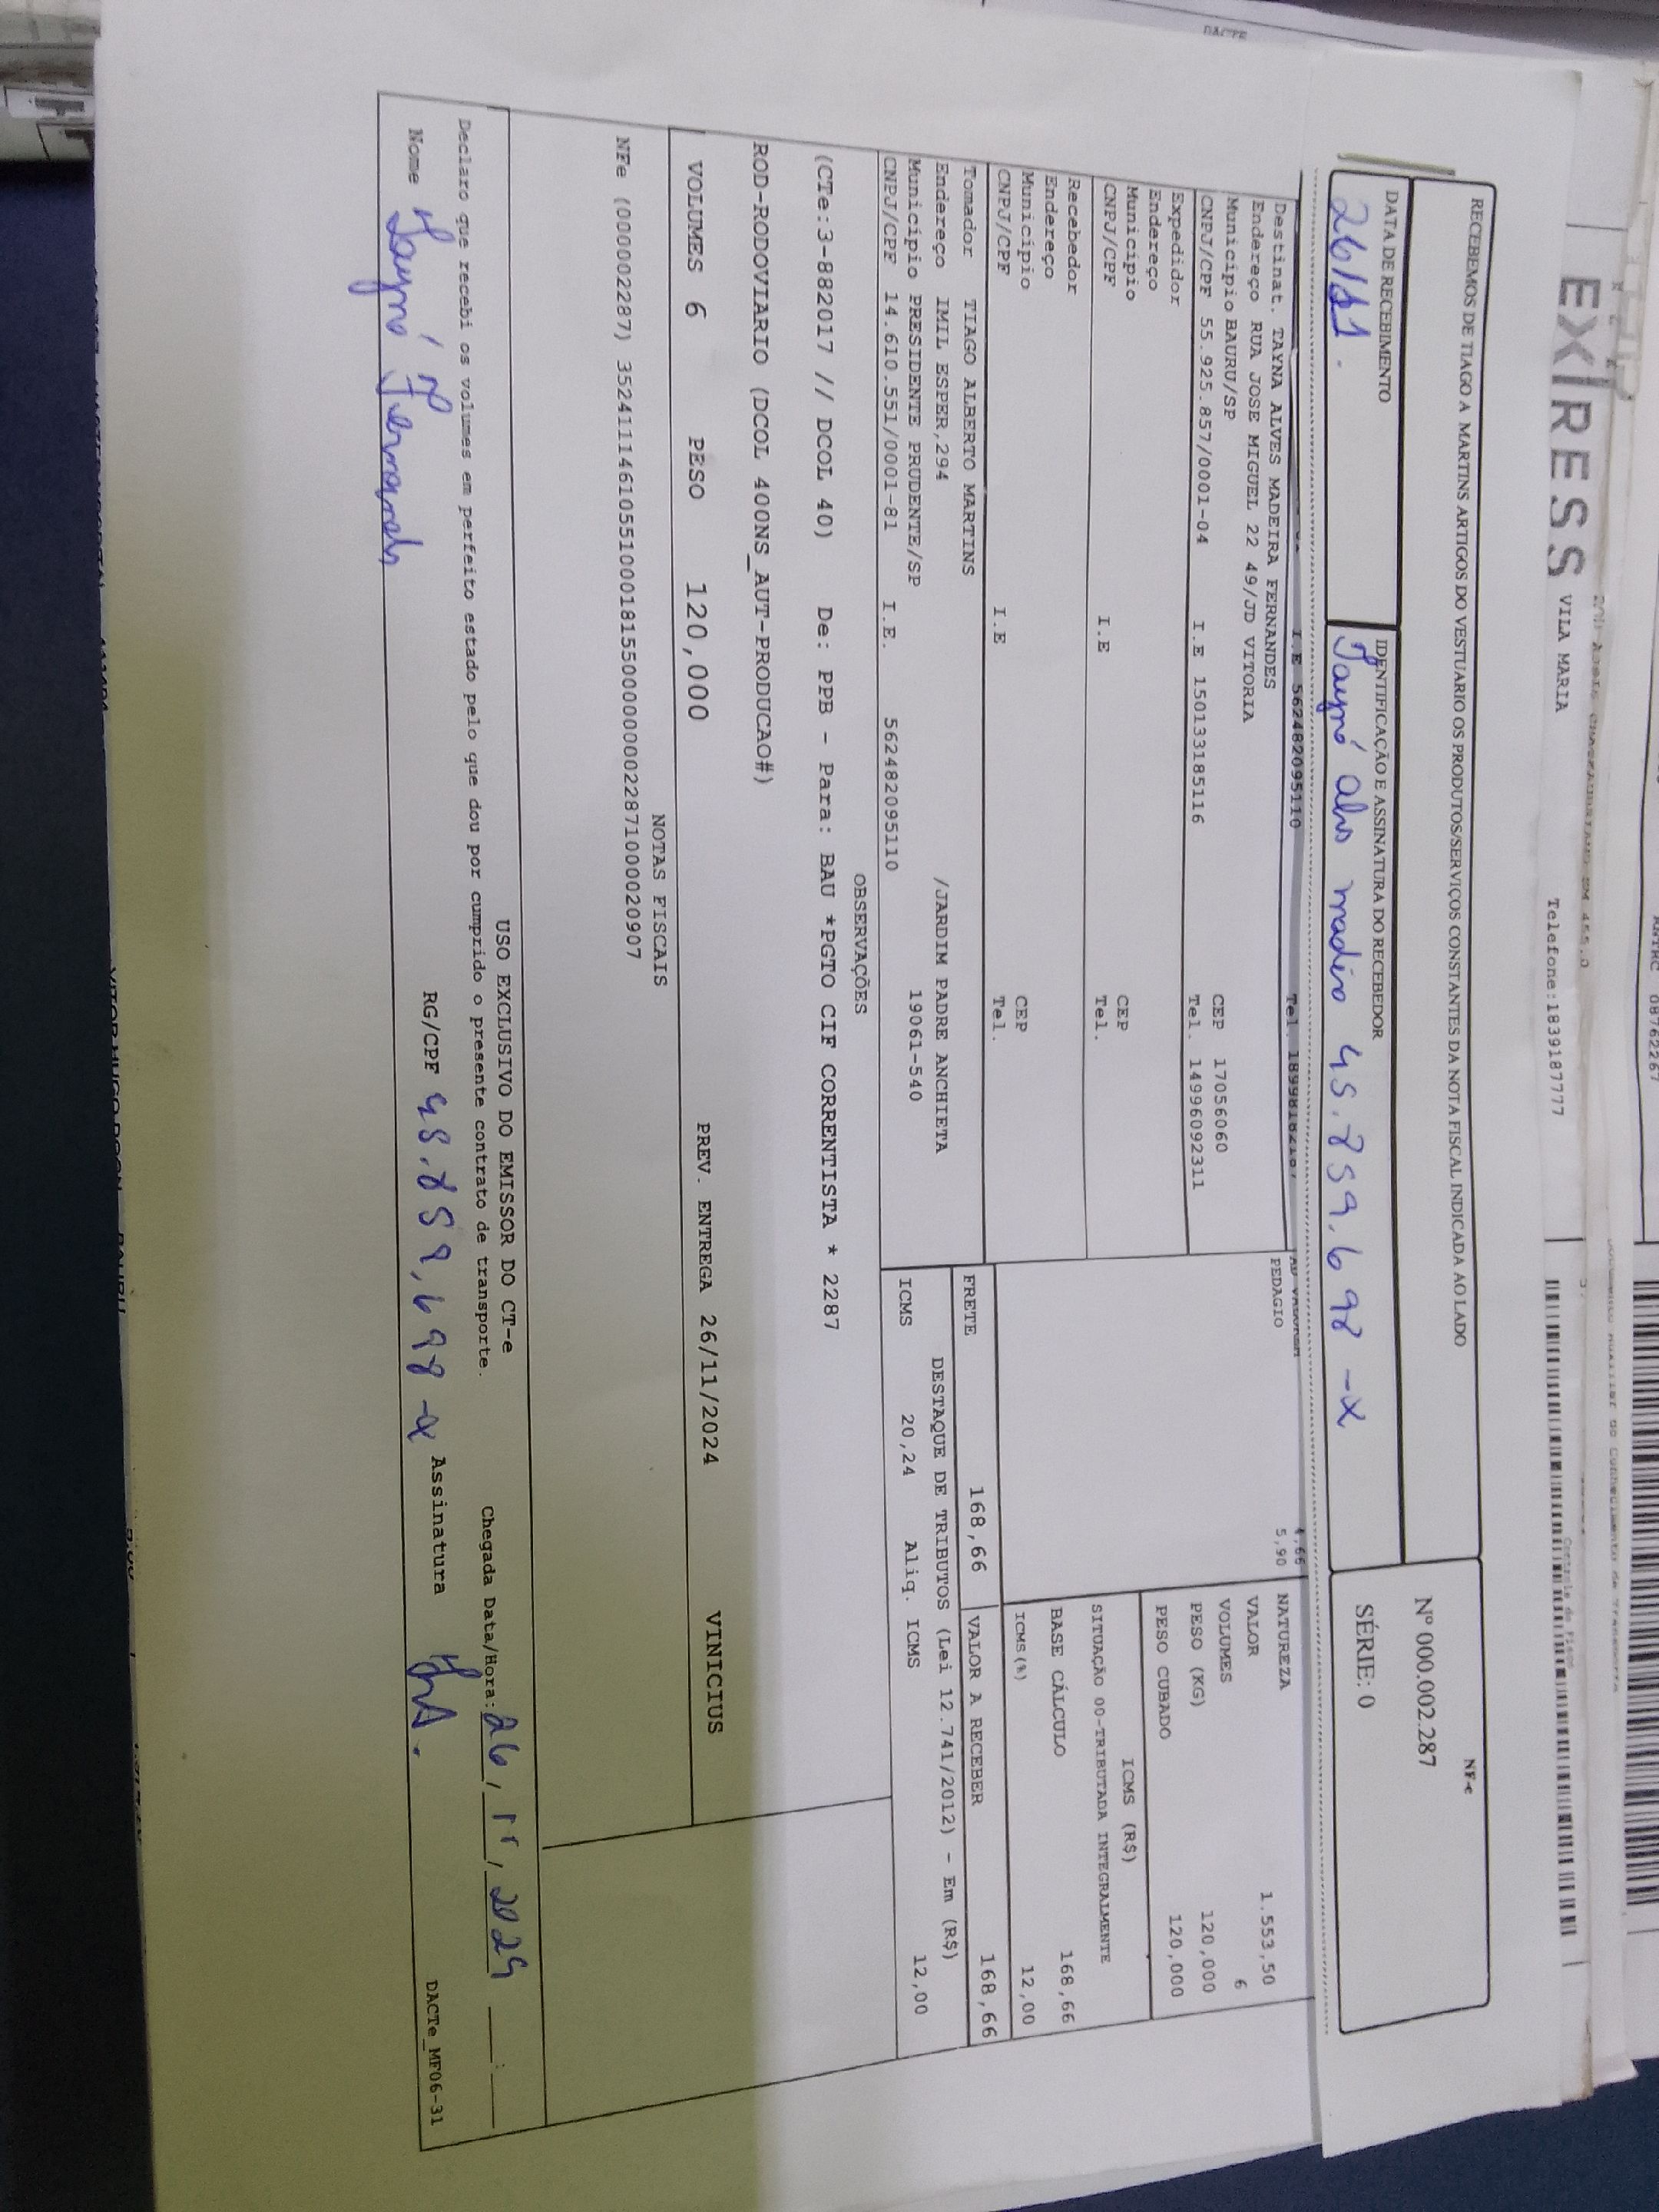 DACTE
EXPRESS VILA MARIA
Telefone:1839187777
RECEBEMOS DE TIAGO A MARTINS ARTIGOS DO VESTUARIO OS PRODUTOS/SERVIÇOS CONSTANTES DA NOTA FISCAL INDICADA AO LADO
NF-e
Nº 000.002.287
SÉRIE: 0
DATA DE RECEBIMENTO
26/11.
IDENTIFICAÇÃO E ASSINATURA DO RECEBEDOR
Tayná madeira 45.259.698-x
I.E 562482095110
Destinat. TAYNA ALVES MADEIRA FERNANDES
Endereço RUA JOSE MIGUEL 22 49/JD VITORIA
Municipio BAURU/SP CEP 17056060
CNPJ/CPF 55.925.857/0001-04 I.E 150133185116 Tel. 14996092311
Expedidor
Endereço
Municipio CEP
CNPJ/CPF I.E Tel.
Recebedor
Endereço
Municipio CEP
CNPJ/CPF I.E Tel.
Tomador TIAGO ALBERTO MARTINS
Endereço IMIL ESPER,294 /JARDIM PADRE ANCHIETA
Municipio PRESIDENTE PRUDENTE/SP 19061-540
CNPJ/CPF 14.610.551/0001-81 I.E. 562482095110
PEDAGIO 5,90
NATUREZA
VALOR 1.553,50
VOLUMES 6
PESO (KG) 120,000
PESO CUBADO 120,000
ICMS (R$)
SITUAÇÃO 00-TRIBUTADA INTEGRALMENTE
BASE CÁLCULO 168,66
ICMS(%) 12,00
FRETE 168,66 VALOR A RECEBER 168,66
DESTAQUE DE TRIBUTOS (Lei 12.741/2012) - Em (R$)
ICMS 20,24 Aliq. ICMS 12,00
OBSERVAÇÕES
(CTe:3-882017 // DCOL 40) De: PPB - Para: BAU *PGTO CIF CORRENTISTA * 2287
ROD-RODOVIARIO (DCOL 400NS_AUT-PRODUCAO#)
VOLUMES 6 PESO 120,000 PREV. ENTREGA 26/11/2024 VINICIUS
NOTAS FISCAIS
NFe (000002287) 35241114610551000181550000000022871000020907
USO EXCLUSIVO DO EMISSOR DO CT-e
Declaro que recebi os volumes em perfeito estado pelo que dou por cumprido o presente contrato de transporte. Chegada Data/Hora: 26/11/2024 __:__
Nome Tayná Fernandes RG/CPF 45.259.698-x Assinatura
DACTe_MF06-31